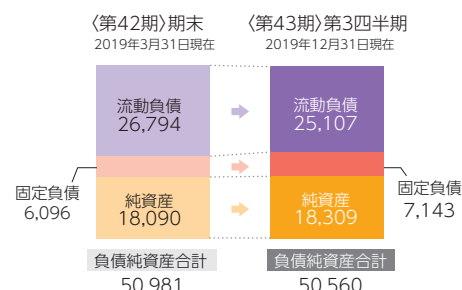 〈第42期〉期末
2019年3月31日現在
〈第43期〉第3四半期
2019年12月31日現在
流動負債
26,794
流動負債
25,107
固定負債
6,096
固定負債
7,143
純資産
18,090
純資産
18,309
負債純資産合計
50,981
負債純資産合計
50,560